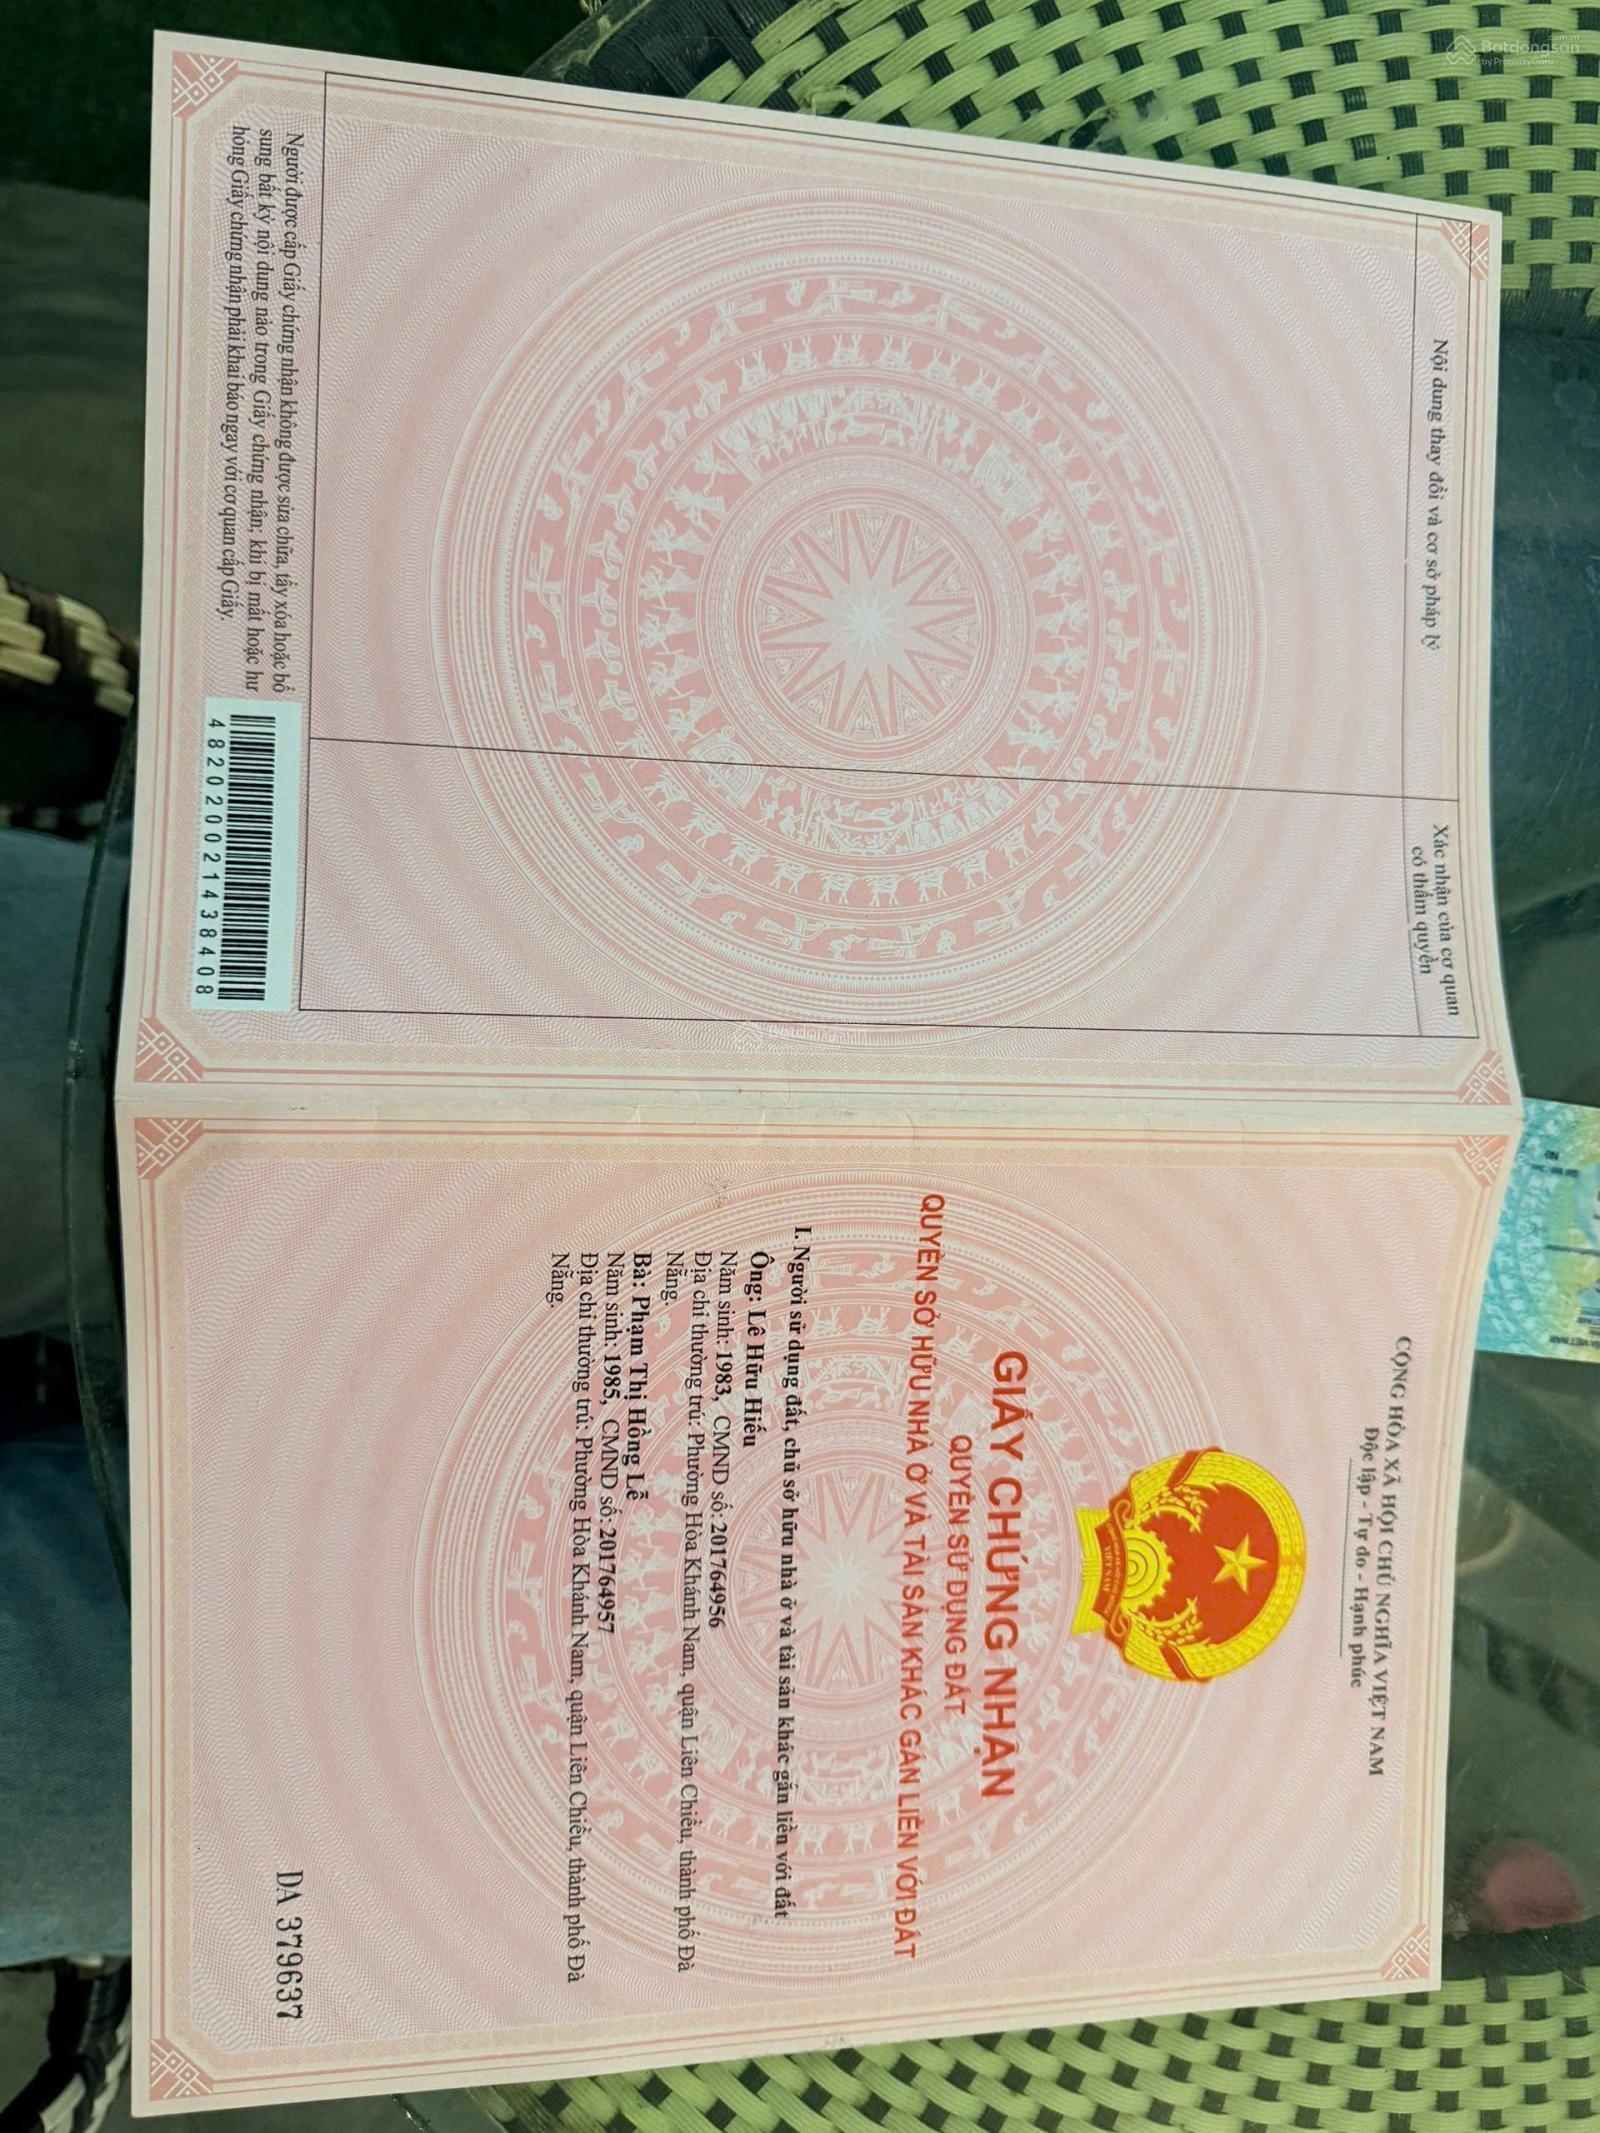 Nội dung thay đổi và cơ sở pháp lý
Xác nhận của cơ quan
có thẩm quyền
Người được cấp Giấy chứng nhận không được sửa chữa, tẩy xóa hoặc bổ
sung bất kỳ nội dung nào trong Giấy chứng nhận; khi bị mất hoặc hư
hỏng Giấy chứng nhận phải khai báo ngay với cơ quan cấp Giấy.
482020021438408
CỘNG HÒA XÃ HỘI CHỦ NGHĨA VIỆT NAM
Độc lập - Tự do - Hạnh phúc
VIỆT NAM
GIẤY CHỨNG NHẬN
QUYỀN SỬ DỤNG ĐẤT
QUYỀN SỞ HỮU NHÀ Ở VÀ TÀI SẢN KHÁC GẮN LIỀN VỚI ĐẤT
I. Người sử dụng đất, chủ sở hữu nhà ở và tài sản khác gắn liền với đất
Ông: Lê Hữu Hiếu
Năm sinh: 1983, CMND số: 201764956
Địa chỉ thường trú: Phường Hòa Khánh Nam, quận Liên Chiểu, thành phố Đà
Nẵng.
Bà: Phạm Thị Hồng Lễ
Năm sinh: 1985, CMND số: 201764957
Địa chỉ thường trú: Phường Hòa Khánh Nam, quận Liên Chiểu, thành phố Đà
Nẵng.
DA 379637
Batdongsan.com.vn
by PropertyGuru